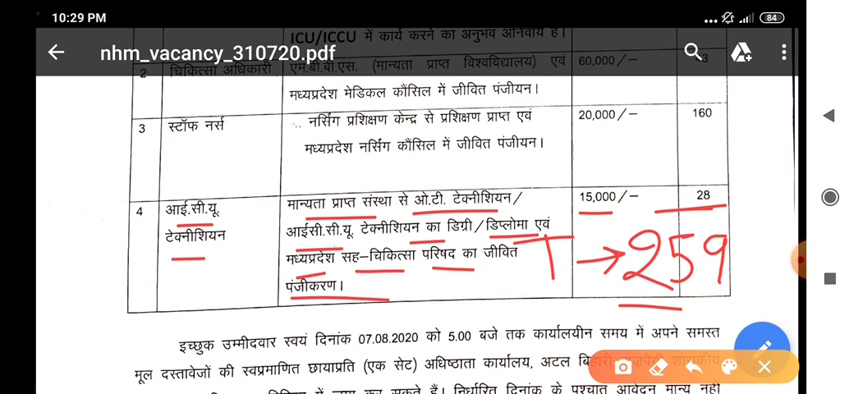 10:29 PM
84
ICU/ICCU में कार्य करने का अनुभव अनिवार्य है।
nhm_vacancy_310720.pdf
2 चिकित्सा अधिकारी एम.बी.बी.एस. (मान्यता प्राप्त विश्वविद्यालय) एवं 60,000/-
मध्यप्रदेश मेडिकल कौंसिल में जीवित पंजीयन।
3 स्टॉफ नर्स नर्सिंग प्रशिक्षण केन्द्र से प्रशिक्षण प्राप्त एवं 20,000/- 160
मध्यप्रदेश नर्सिंग कौंसिल में जीवित पंजीयन।
4 आई.सी.यू. मान्यता प्राप्त संस्था से ओ.टी. टेक्नीशियन/ 15,000/- 28
टेक्नीशियन आईसी.सी.यू. टेक्नीशियन का डिग्री/डिप्लोमा एवं
मध्यप्रदेश सह-चिकित्सा परिषद का जीवित T → 259
पंजीकरण।
इच्छुक उम्मीदवार स्वयं दिनांक 07.08.2020 को 5.00 बजे तक कार्यालयीन समय में अपने समस्त
मूल दस्तावेजों की स्वप्रमाणित छायाप्रति (एक सेट) अधिष्ठाता कार्यालय, अटल बिहारी
में जमा कर सकते हैं। निर्धारित दिनांक के पश्चात आवेदन मान्य नहीं